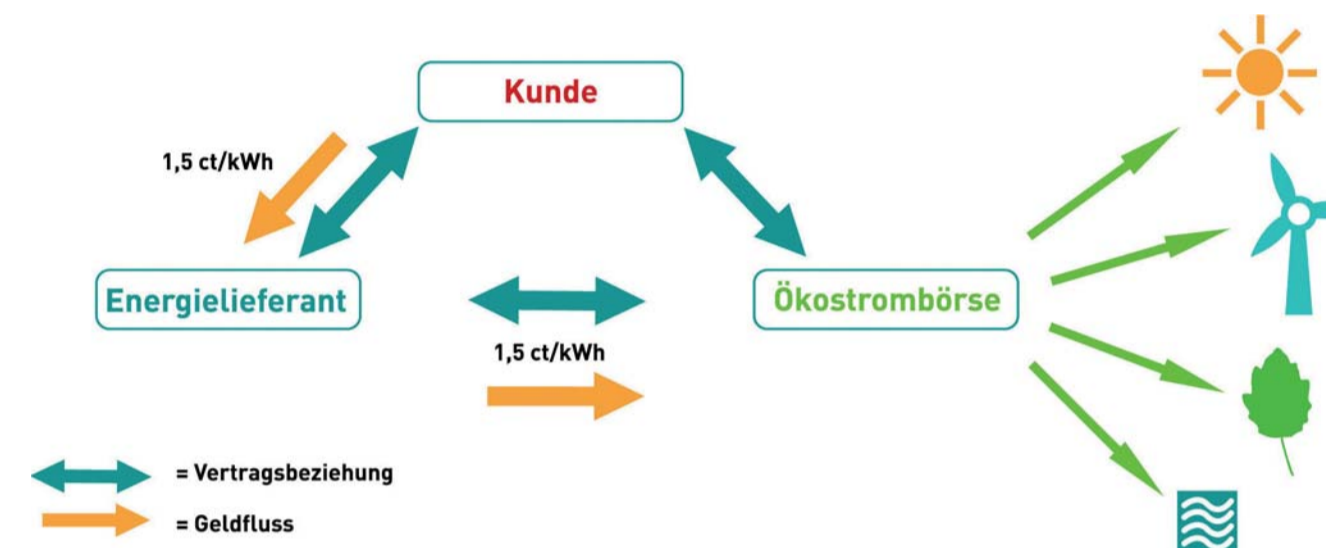 Kunde
1,5 ct/kWh
Energielieferant
Ökostrombörse
1,5 ct/kWh
= Vertragsbeziehung
= Geldfluss